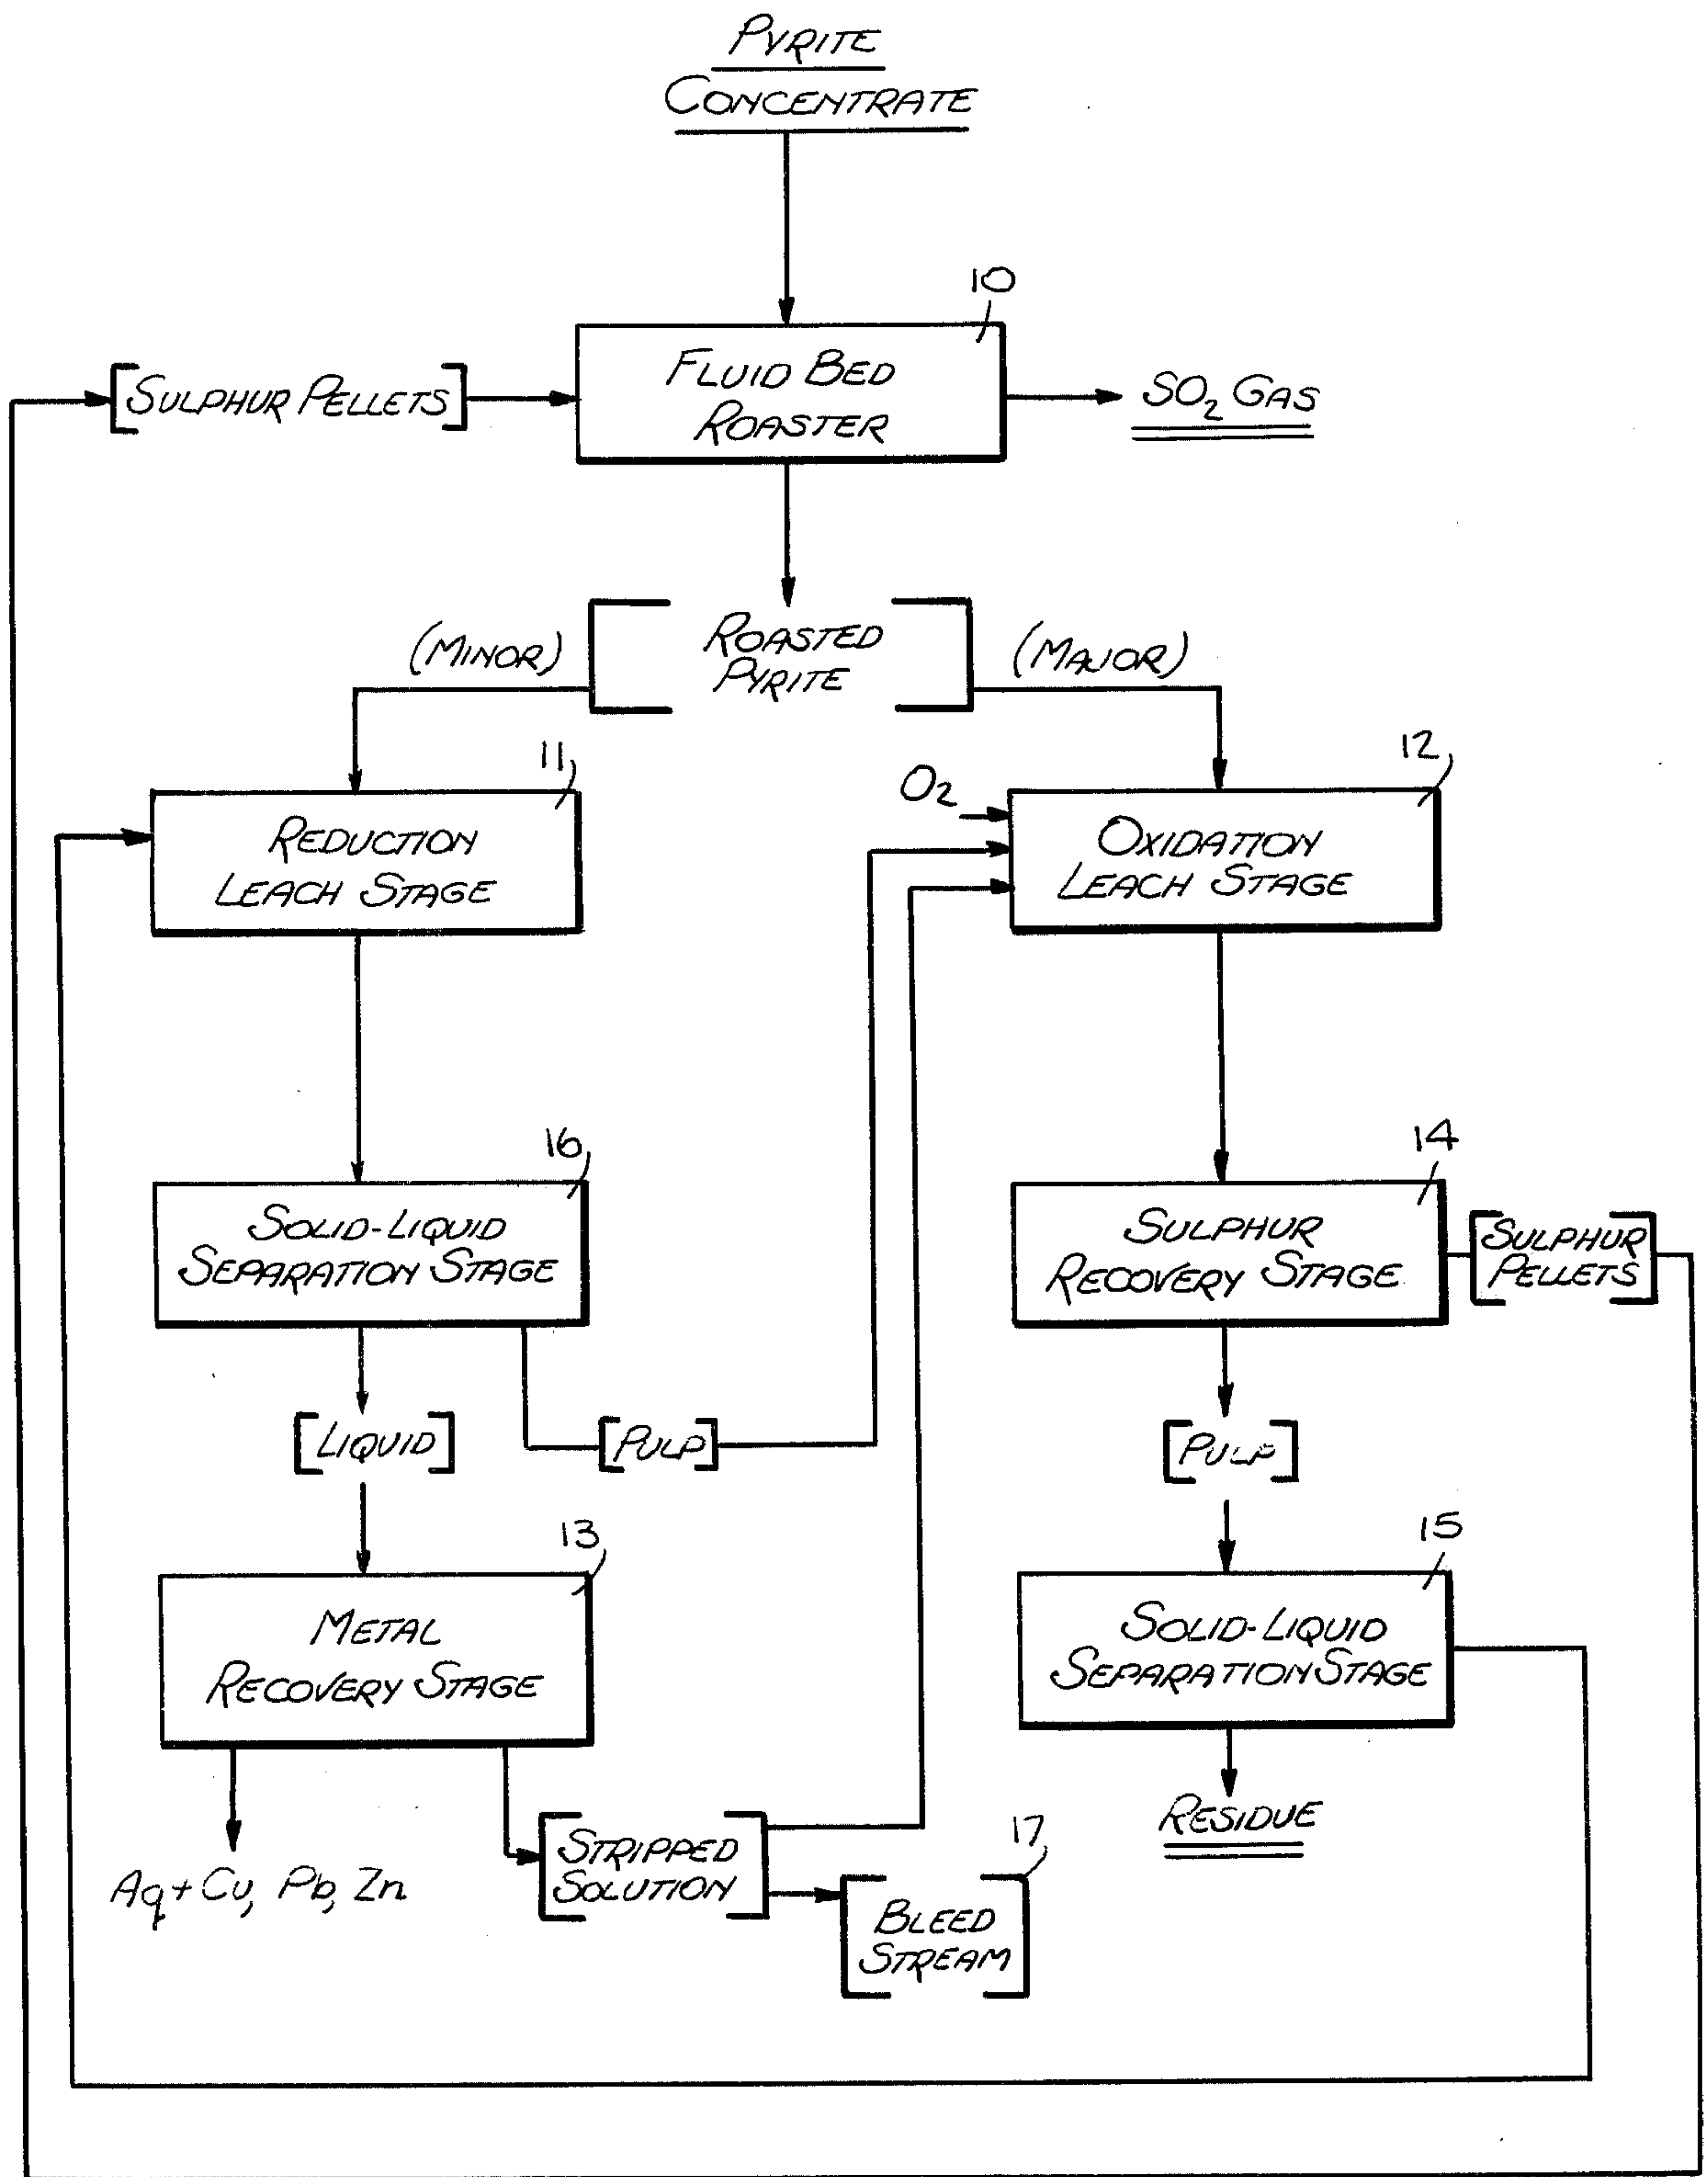 PYRITE
CONCENTRATE
10
[SULPHUR PELLETS]
FLUID BED
ROASTER
SO₂ GAS
(MINOR)
[ROASTED
PYRITE]
(MAJOR)
11
REDUCTION
LEACH STAGE
O₂
12
OXIDATION
LEACH STAGE
16
SOLID-LIQUID
SEPARATION STAGE
14
SULPHUR
RECOVERY STAGE
[SULPHUR
PELLETS]
[LIQUID]
[PULP]
[PULP]
13
METAL
RECOVERY STAGE
15
SOLID-LIQUID
SEPARATION STAGE
Ag + Cu, Pb, Zn
[STRIPPED
SOLUTION]
RESIDUE
17
[BLEED
STREAM]